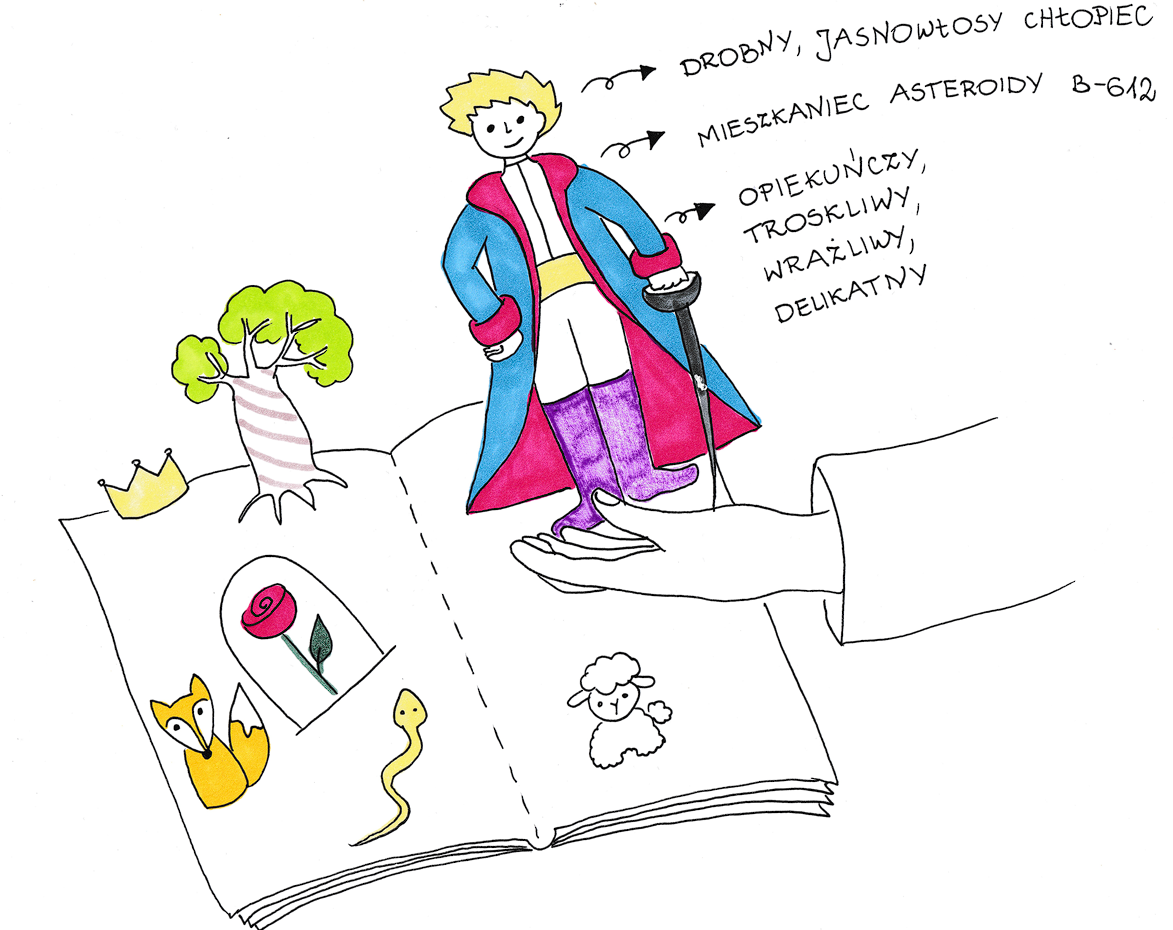 DROBNY, JASNOWŁOSY CHŁOPIEC
MIESZKANIEC ASTEROIDY B-612
OPIEKUŃCZY,
TROSKLIWY,
WRAŻLIWY,
DELIKATNY